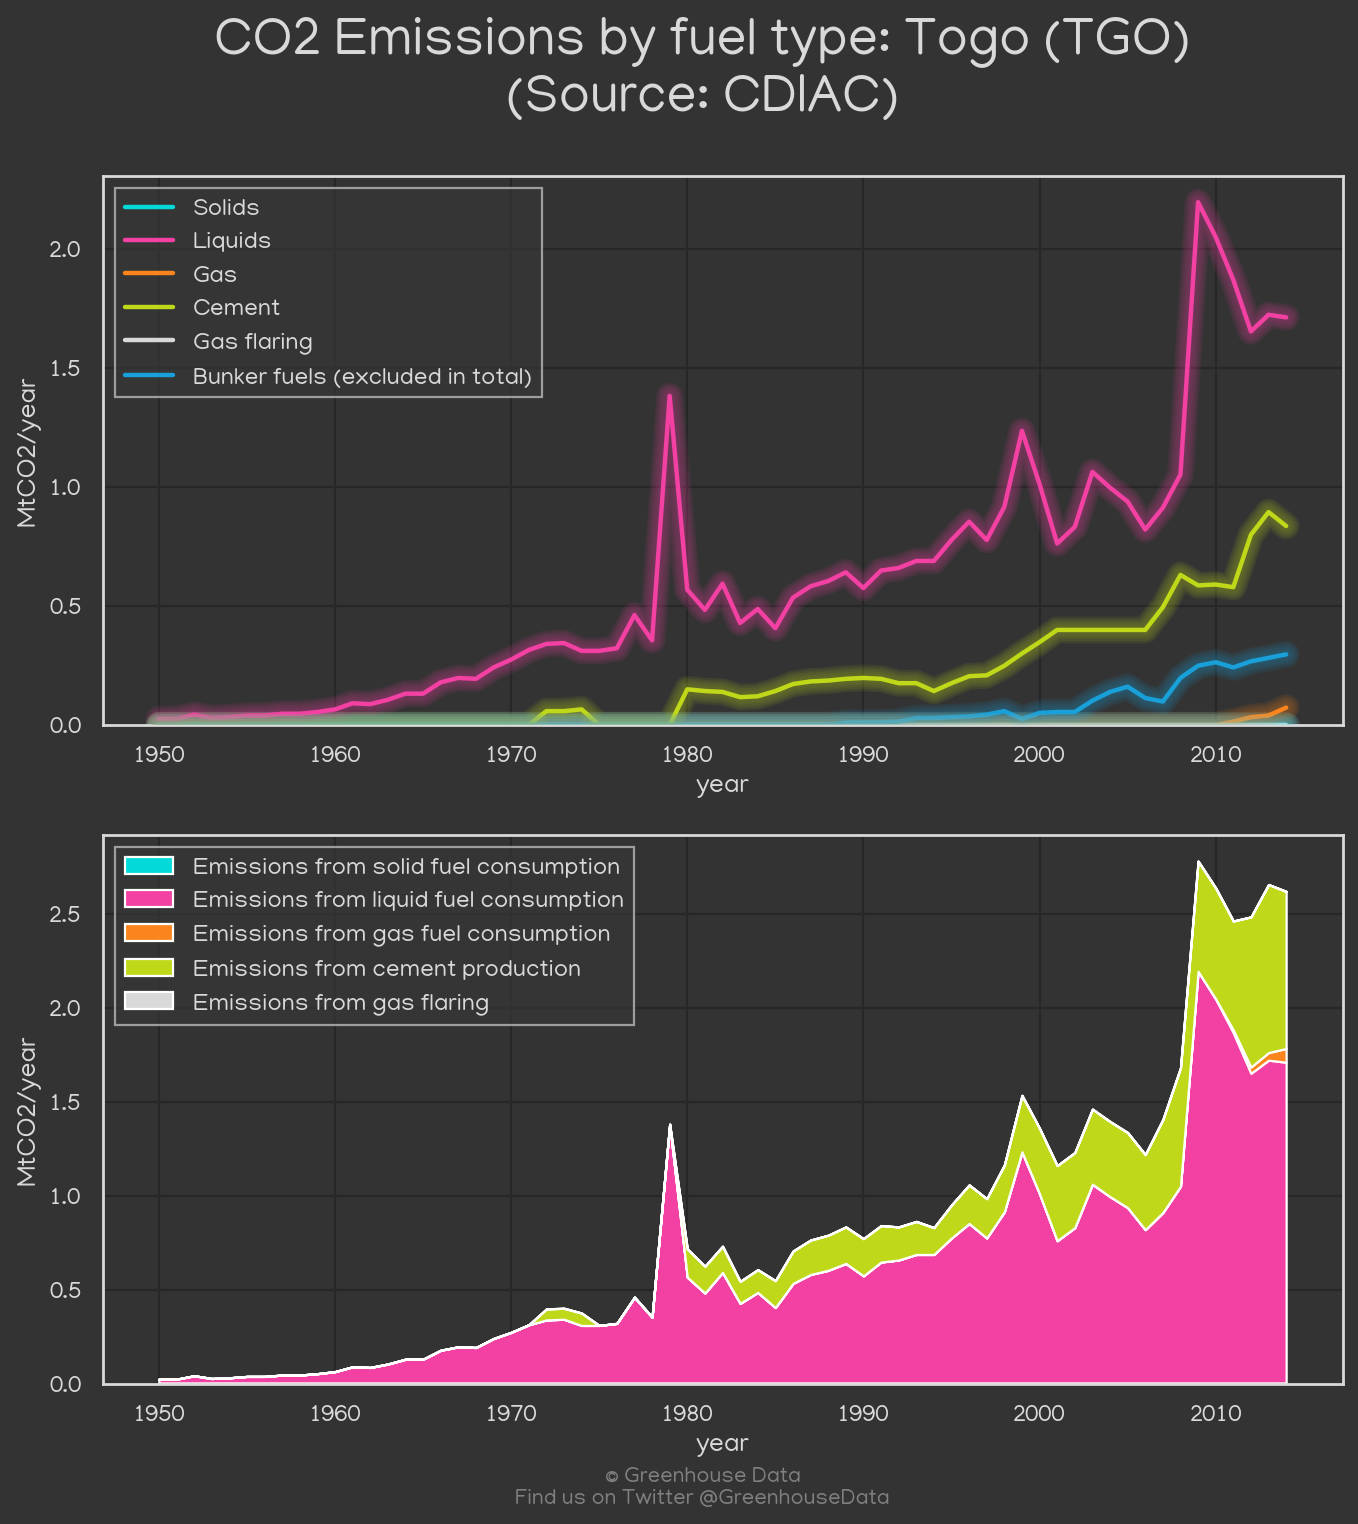 CO2 Emissions by fuel type: Togo (TGO)
(Source: CDIAC)
Solids
Liquids
Gas
Cement
Gas flaring
Bunker fuels (excluded in total)
MtCO2/year
2.0
1.5
1.0
0.5
0.0
1950 1960 1970 1980 1990 2000 2010
year
Emissions from solid fuel consumption
Emissions from liquid fuel consumption
Emissions from gas fuel consumption
Emissions from cement production
Emissions from gas flaring
MtCO2/year
2.5
2.0
1.5
1.0
0.5
0.0
1950 1960 1970 1980 1990 2000 2010
year
© Greenhouse Data
Find us on Twitter @GreenhouseData